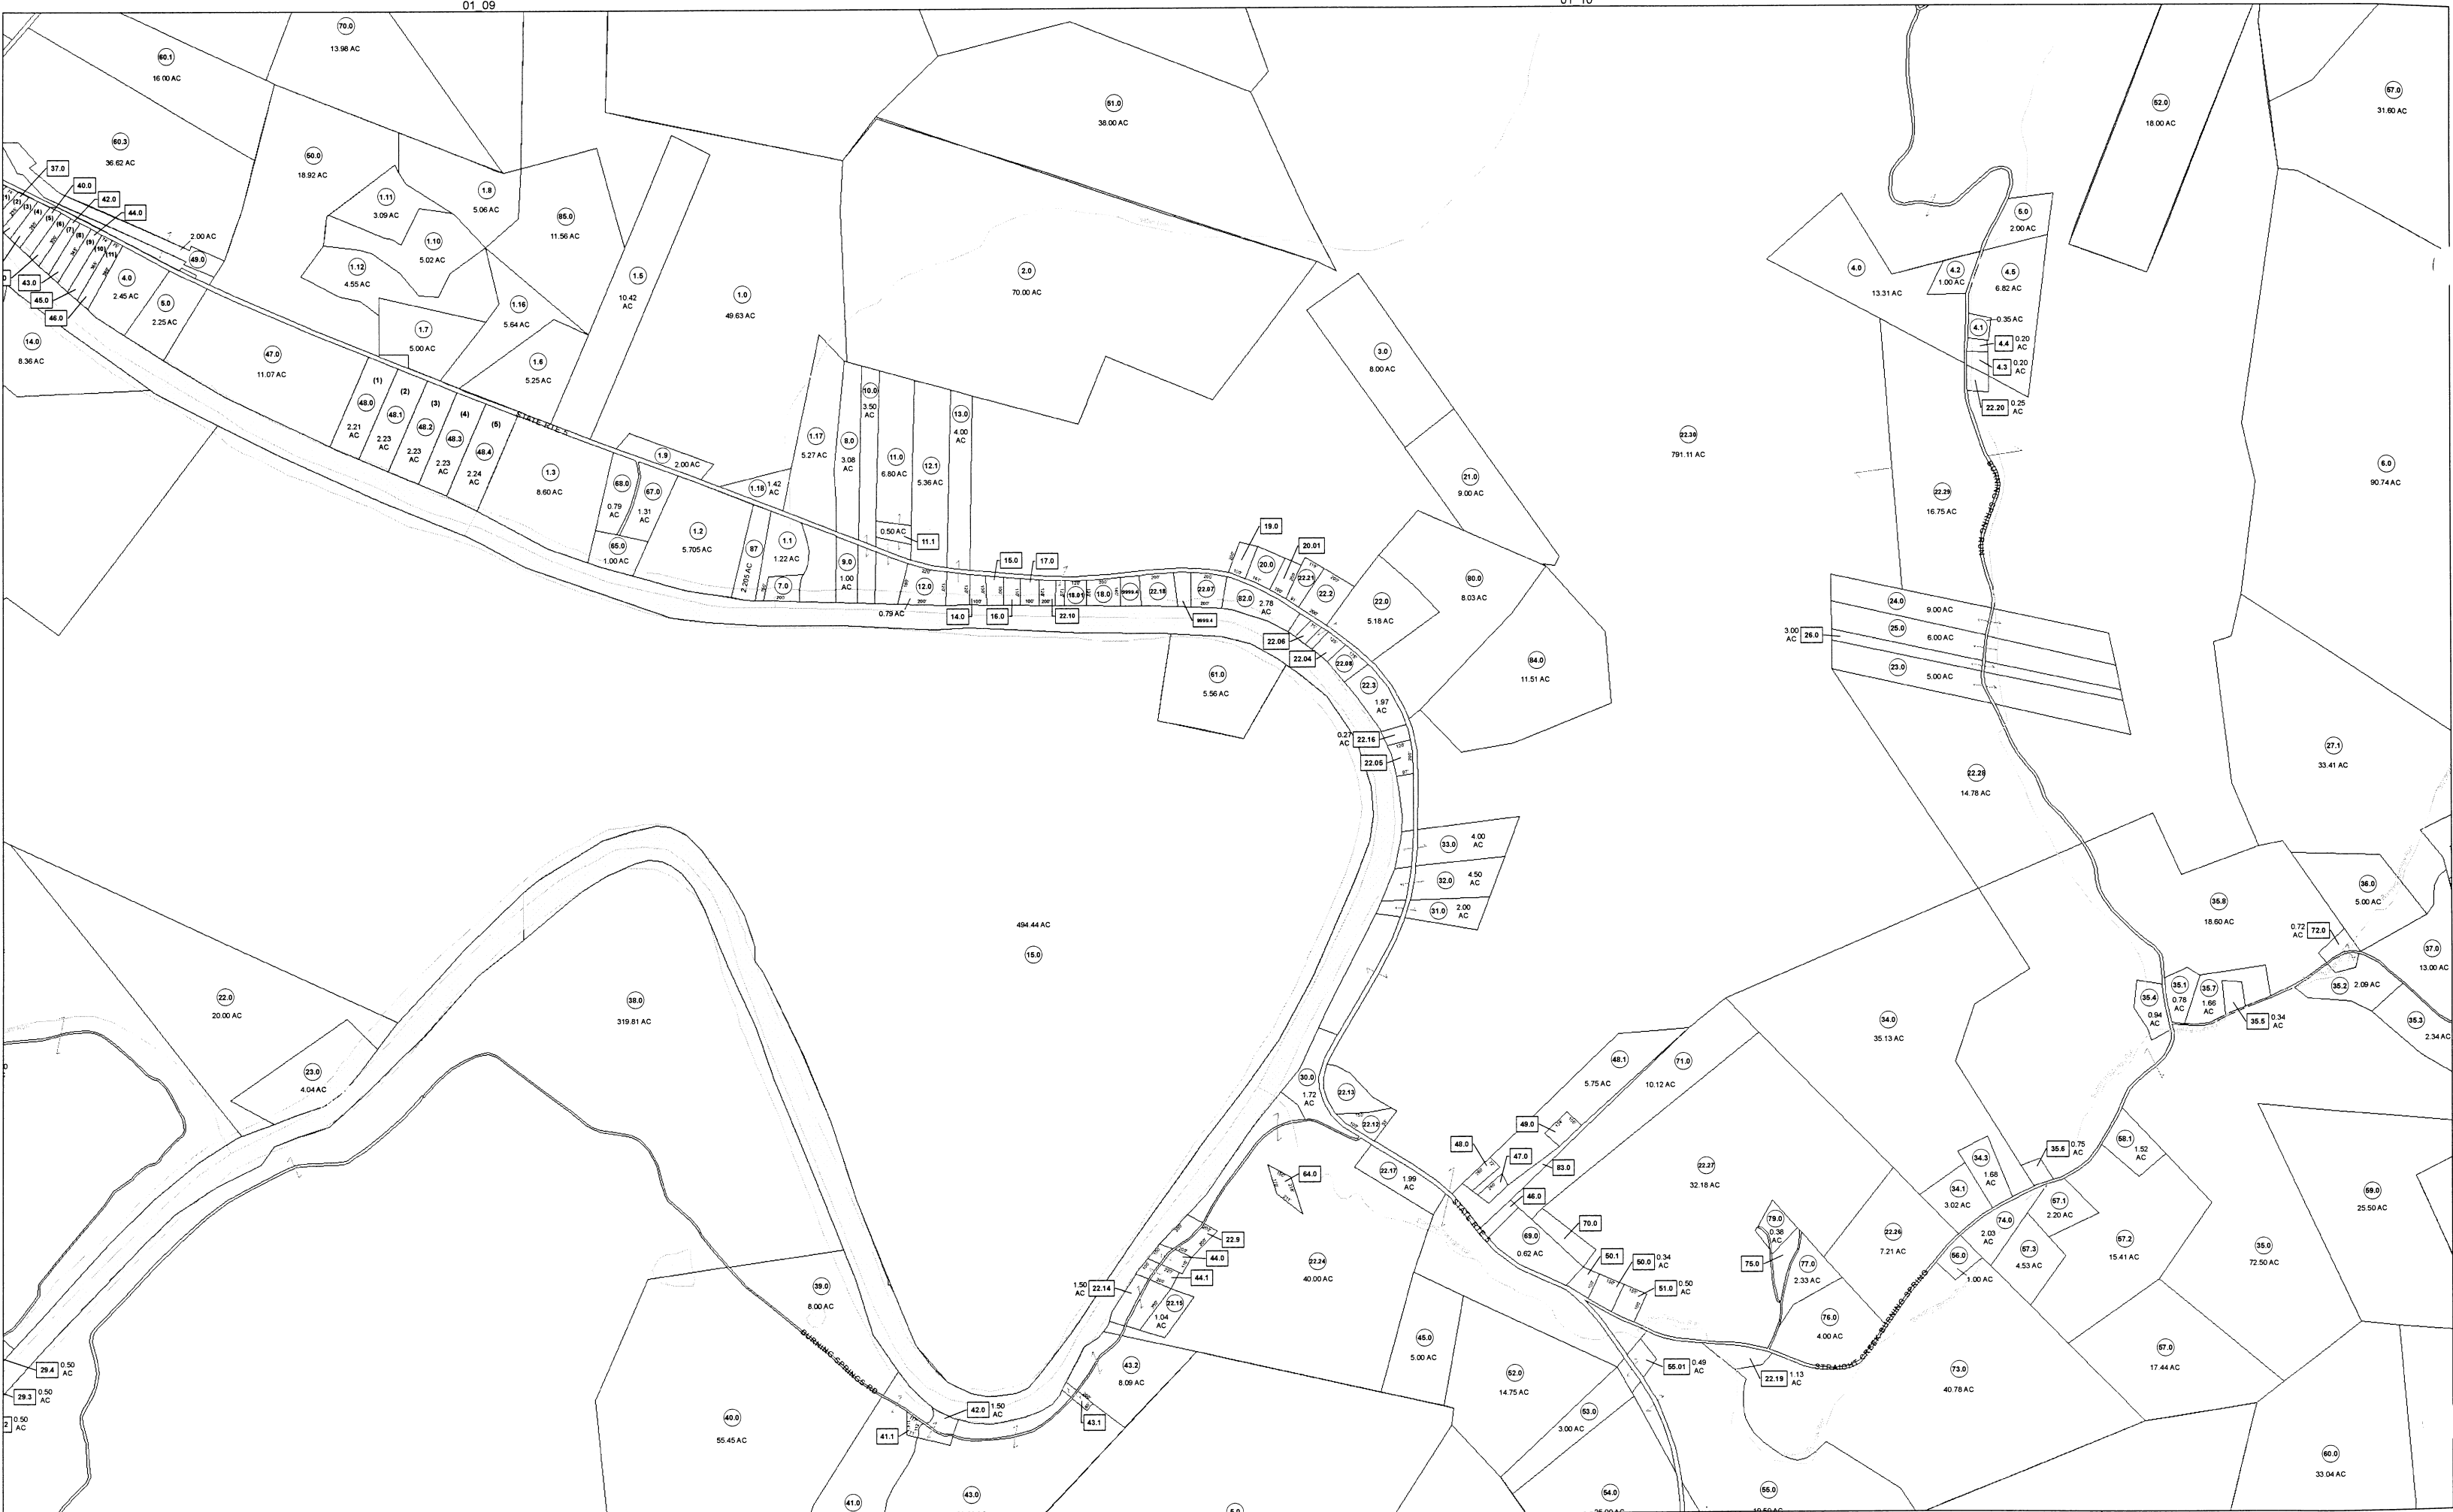 01_09
70.0
13.98 AC
60.1
16.00 AC
51.0
38.00 AC
52.0
18.00 AC
57.0
31.60 AC
60.3
36.62 AC
50.0
18.92 AC
37.0
40.0
42.0
44.0
2.00 AC
49.0
1.11
3.09 AC
1.8
5.06 AC
85.0
11.56 AC
1.10
5.02 AC
1.12
4.55 AC
5.0
2.00 AC
(2)
(3)
(4)
(5)
(6)
(7)
(8)
(9)
(10)
(11)
43.0
45.0
46.0
4.0
2.45 AC
5.0
2.25 AC
14.0
8.36 AC
1.5
10.42
AC
1.0
49.63 AC
2.0
70.00 AC
1.16
5.64 AC
1.7
5.00 AC
1.6
5.25 AC
4.0
13.31 AC
4.2
1.00 AC
4.5
6.82 AC
4.1
0.35 AC
4.4
0.20
AC
4.3
0.20
AC
22.20
0.25
AC
3.0
8.00 AC
21.0
9.00 AC
22.30
791.11 AC
6.0
90.74 AC
47.0
11.07 AC
(1)
48.0
2.21
AC
(2)
48.1
2.23
AC
(3)
48.2
2.23
AC
(4)
48.3
2.23
AC
(5)
48.4
2.24
AC
STATE RTE 5
1.3
8.60 AC
1.9
2.00 AC
68.0
0.79
AC
67.0
1.31
AC
65.0
1.00 AC
1.2
5.705 AC
1.18
1.42
AC
1.17
5.27 AC
8.0
3.08
AC
10.0
3.50
AC
11.0
6.80 AC
12.1
5.36 AC
13.0
4.00
AC
0.50 AC
11.1
87
2.205 AC
1.1
1.22 AC
7.0
200'
9.0
1.00
AC
12.0
0.79 AC
15.0
17.0
14.0
16.0
22.10
18.01
18.0
9999.4
22.18
22.07
9999.4
19.0
20.0
20.01
22.21
22.2
82.0
2.78
AC
22.0
5.18 AC
80.0
8.03 AC
84.0
11.51 AC
22.06
22.04
22.08
22.3
1.97
AC
0.27
AC
22.16
22.05
61.0
5.56 AC
22.29
16.75 AC
BURNING SPRING RUN
24.0
9.00 AC
25.0
6.00 AC
3.00
AC
26.0
23.0
5.00 AC
22.28
14.78 AC
27.1
33.41 AC
33.0
4.00
AC
32.0
4.50
AC
31.0
2.00
AC
494.44 AC
15.0
22.0
20.00 AC
23.0
4.04 AC
38.0
319.81 AC
35.8
18.60 AC
36.0
5.00 AC
0.72
AC
72.0
37.0
13.00 AC
35.4
0.94
AC
35.1
0.78
AC
35.7
1.66
AC
35.5
0.34
AC
35.2
2.09 AC
35.3
2.34 AC
34.0
35.13 AC
48.1
5.75 AC
71.0
10.12 AC
30.0
1.72
AC
22.13
22.12
22.17
1.99
AC
64.0
48.0
49.0
47.0
83.0
46.0
STATE RTE 5
69.0
0.62 AC
70.0
50.1
50.0
0.34
AC
51.0
0.50
AC
22.27
32.18 AC
34.3
1.68
AC
34.1
3.02 AC
35.6
0.75
AC
58.1
1.52
AC
57.1
2.20 AC
74.0
2.03
AC
57.3
4.53 AC
56.0
1.00 AC
57.2
15.41 AC
59.0
25.50 AC
35.0
72.50 AC
22.26
7.21 AC
79.0
0.38
AC
75.0
77.0
2.33 AC
76.0
4.00 AC
STRAIGHT CREEK-BURNING SPRING
22.9
44.0
44.1
1.50
AC
22.14
22.15
1.04
AC
22.24
40.00 AC
45.0
5.00 AC
39.0
8.00 AC
BURNING SPRINGS RD
40.0
55.45 AC
41.1
42.0
1.50
AC
43.1
43.2
8.09 AC
52.0
14.75 AC
55.01
0.49
AC
22.19
1.13
AC
53.0
3.00 AC
73.0
40.78 AC
57.0
17.44 AC
60.0
33.04 AC
29.4
0.50
AC
29.3
0.50
AC
0.50
AC
41.0
43.0
54.0
55.0